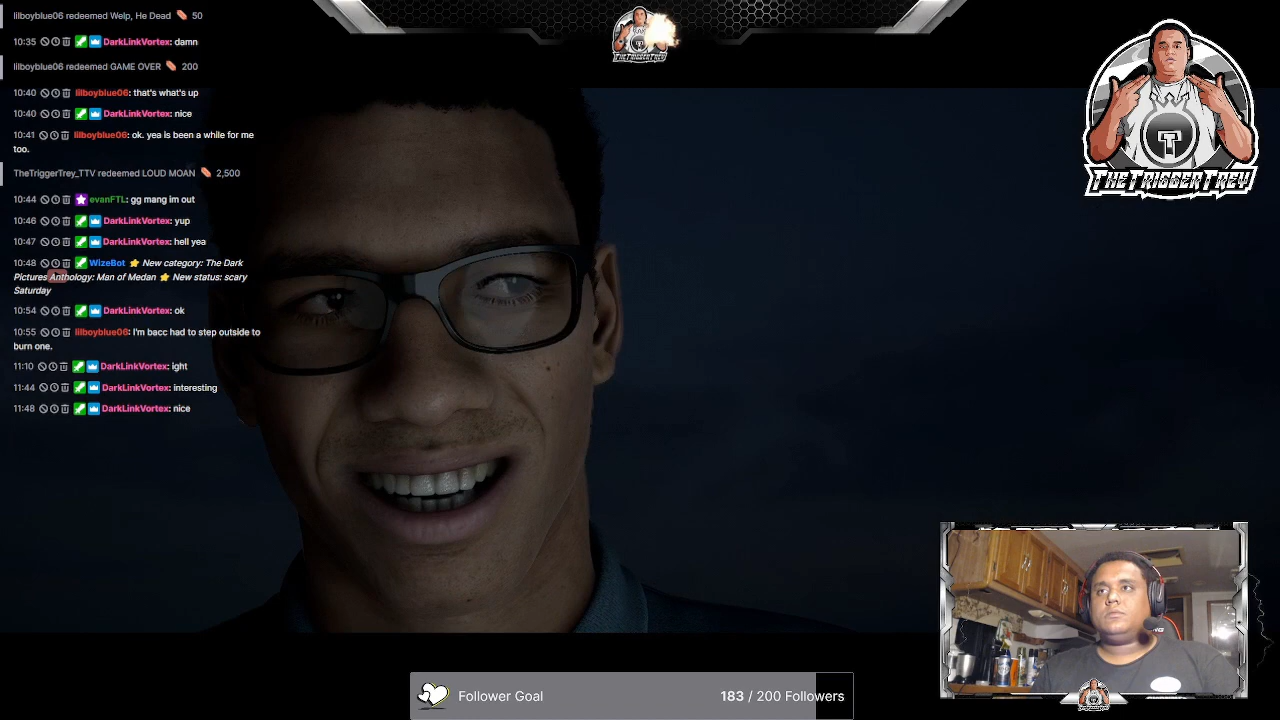 lilboyblue06 redeemed Welp, He Dead 50
10:35 DarkLinkVortex: damn
lilboyblue06 redeemed GAME OVER 200
10:40 lilboyblue06: that's what's up
10:40 DarkLinkVortex: nice
10:41 lilboyblue06: ok. yea is been a while for me
too.
TheTriggerTrey_TTV redeemed LOUD MOAN 2,500
10:44 evanFTL: gg mang im out
10:46 DarkLinkVortex: yup
10:47 DarkLinkVortex: hell yea
10:48 WizeBot ⭐ New category: The Dark
Pictures Anthology: Man of Medan ⭐ New status: scary
Saturday
10:54 DarkLinkVortex: ok
10:55 lilboyblue06: I'm bacc had to step outside to
burn one.
11:10 DarkLinkVortex: ight
11:44 DarkLinkVortex: interesting
11:48 DarkLinkVortex: nice
THETRIGGERTREY
T
THETRIGGERTREY
Follower Goal 183 / 200 Followers